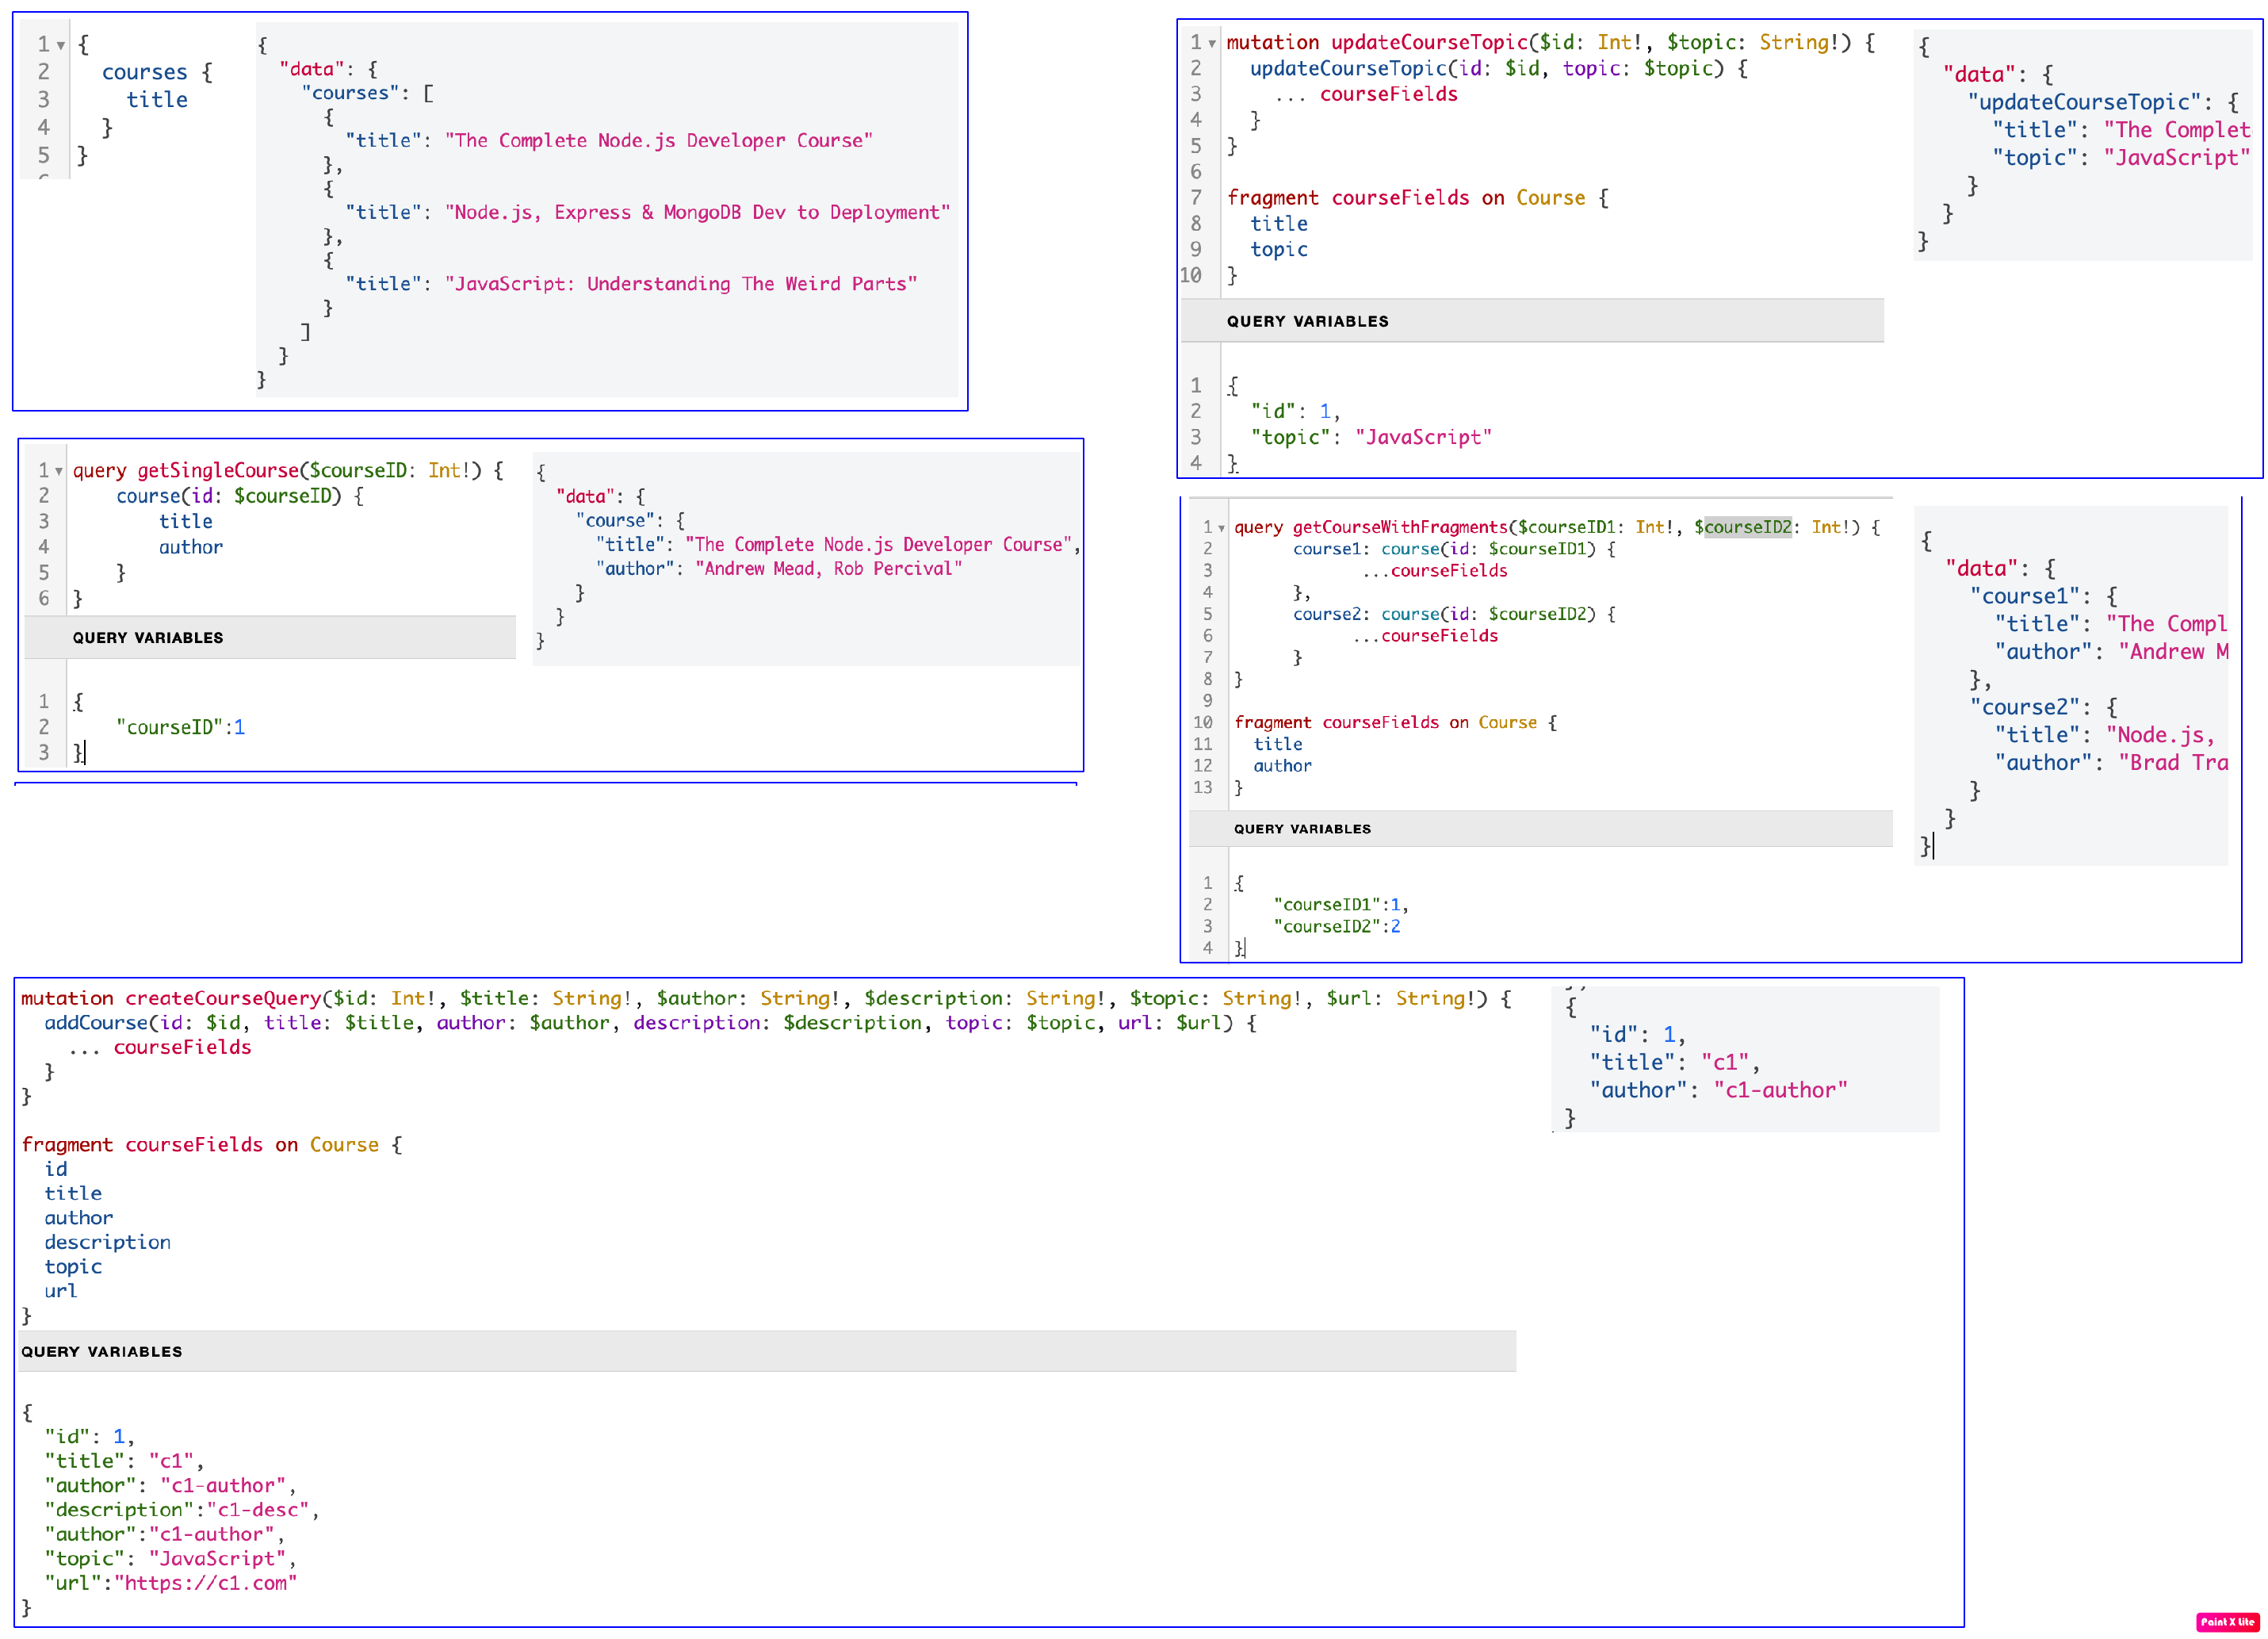 1 {
2 courses {
3 title
4 }
5 }
{
"data": {
"courses": [
{
"title": "The Complete Node.js Developer Course"
},
{
"title": "Node.js, Express & MongoDB Dev to Deployment"
},
{
"title": "JavaScript: Understanding The Weird Parts"
}
]
}
}
1 query getSingleCourse($courseID: Int!) {
2 course(id: $courseID) {
3 title
4 author
5 }
6 }
QUERY VARIABLES
1 {
2 "courseID":1
3 }
{
"data": {
"course": {
"title": "The Complete Node.js Developer Course",
"author": "Andrew Mead, Rob Percival"
}
}
}
1 mutation updateCourseTopic($id: Int!, $topic: String!) {
2 updateCourseTopic(id: $id, topic: $topic) {
3 ... courseFields
4 }
5 }
6
7 fragment courseFields on Course {
8 title
9 topic
10 }
QUERY VARIABLES
1 {
2 "id": 1,
3 "topic": "JavaScript"
4 }
{
"data": {
"updateCourseTopic": {
"title": "The Complet
"topic": "JavaScript"
}
}
}
1 query getCourseWithFragments($courseID1: Int!, $courseID2: Int!) {
2 course1: course(id: $courseID1) {
3 ...courseFields
4 },
5 course2: course(id: $courseID2) {
6 ...courseFields
7 }
8 }
9
10 fragment courseFields on Course {
11 title
12 author
13 }
QUERY VARIABLES
1 {
2 "courseID1":1,
3 "courseID2":2
4 }
{
"data": {
"course1": {
"title": "The Compl
"author": "Andrew M
},
"course2": {
"title": "Node.js,
"author": "Brad Tra
}
}
}
mutation createCourseQuery($id: Int!, $title: String!, $author: String!, $description: String!, $topic: String!, $url: String!) {
addCourse(id: $id, title: $title, author: $author, description: $description, topic: $topic, url: $url) {
... courseFields
}
}
fragment courseFields on Course {
id
title
author
description
topic
url
}
QUERY VARIABLES
{
"id": 1,
"title": "c1",
"author": "c1-author",
"description":"c1-desc",
"author":"c1-author",
"topic": "JavaScript",
"url":"https://c1.com"
}
{
"id": 1,
"title": "c1",
"author": "c1-author"
}
Paint X Lite